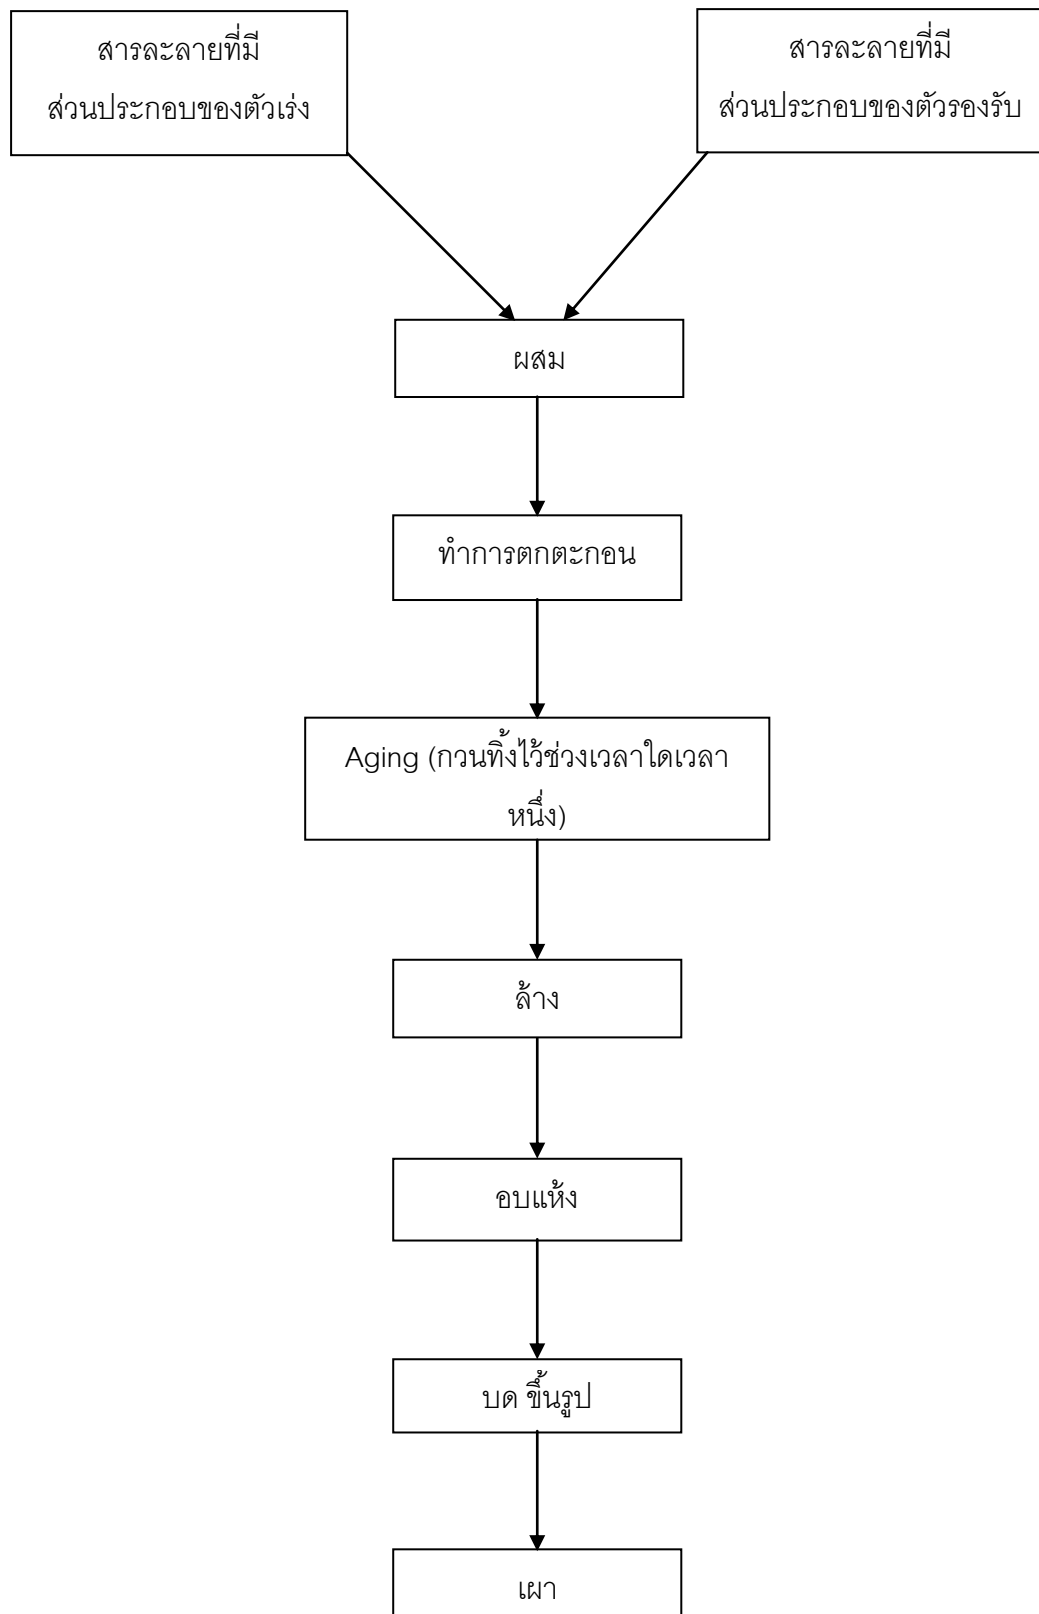 สารละลายที่มี
ส่วนประกอบของตัวเร่ง
สารละลายที่มี
ส่วนประกอบของตัวรองรับ
ผสม
ทำการตกตะกอน
Aging (กวนทิ้งไว้ช่วงเวลาใดเวลา
หนึ่ง)
ล้าง
อบแห้ง
บด ขึ้นรูป
เผา